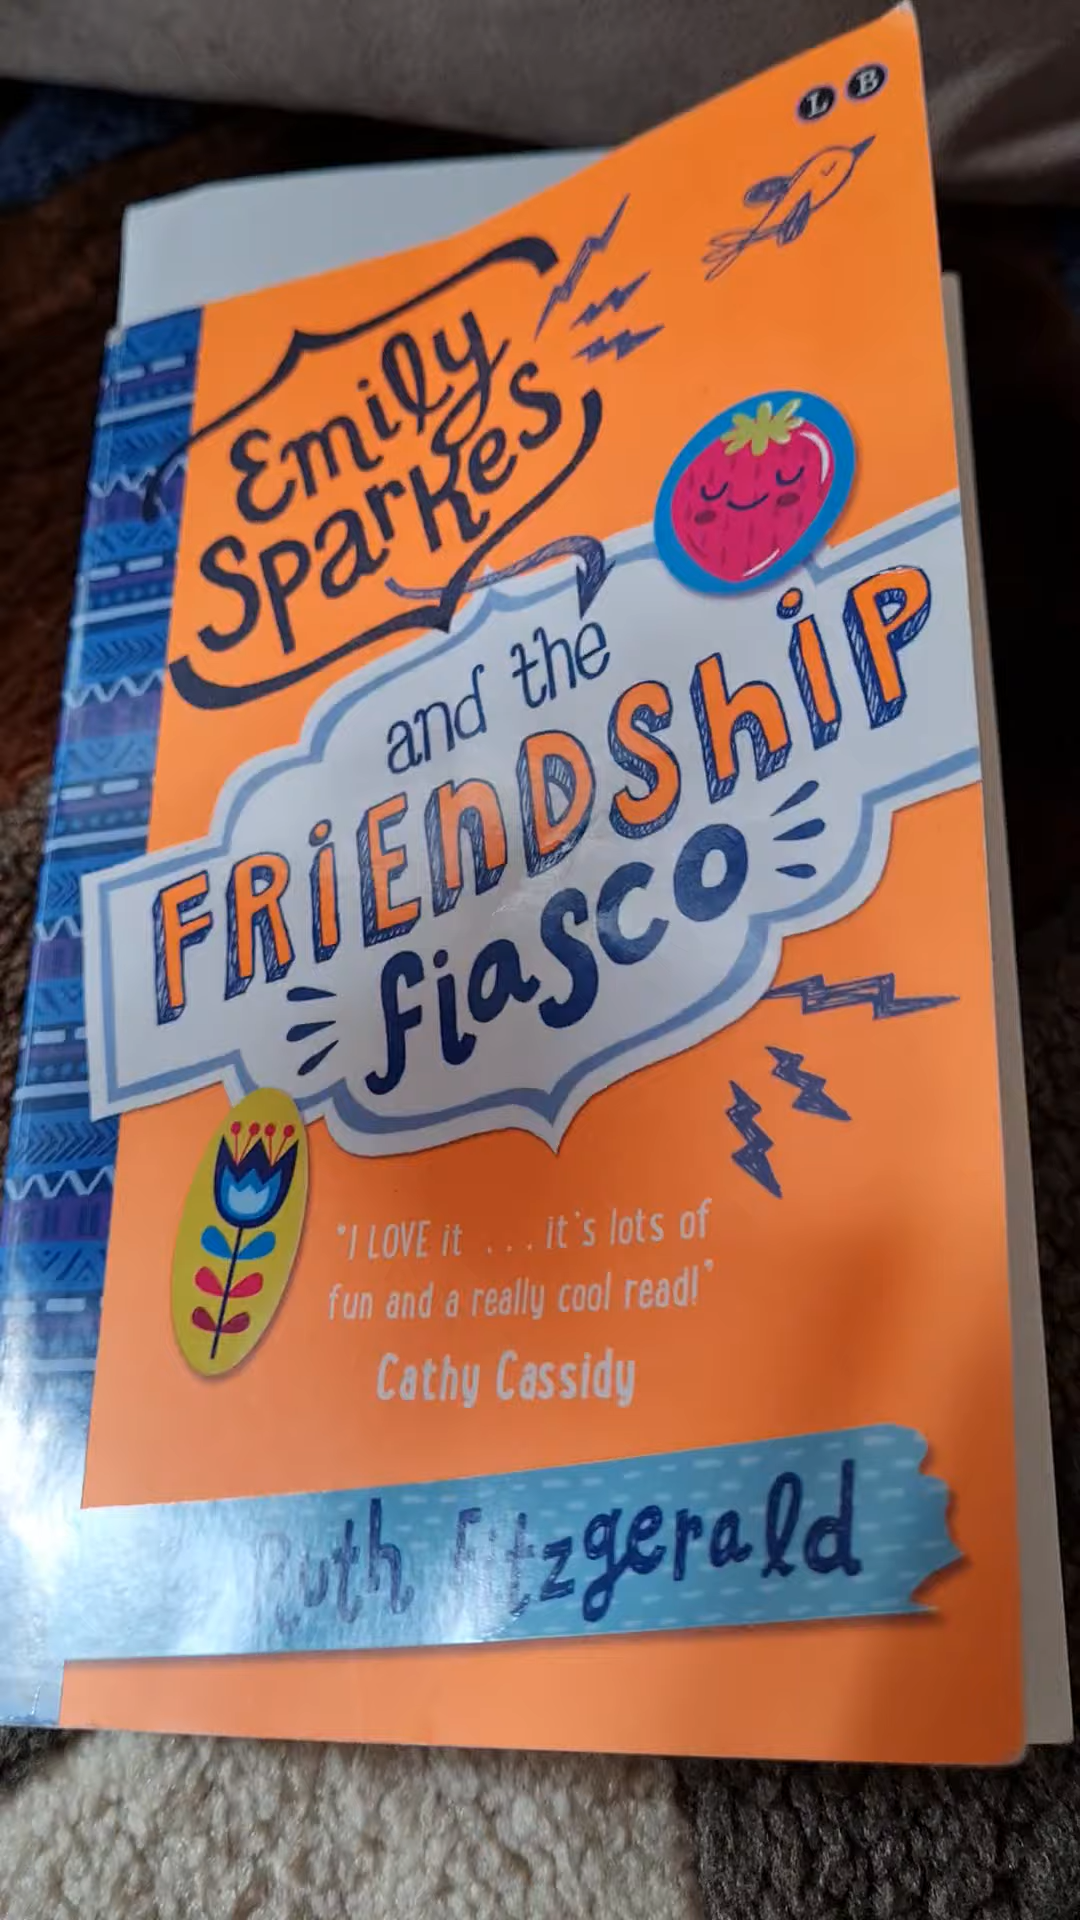 L B
Emily
Sparkes
and the
FRiEnDShiP
fiasco
"I LOVE it ... it's lots of
fun and a really cool read!"
Cathy Cassidy
Ruth Fitzgerald